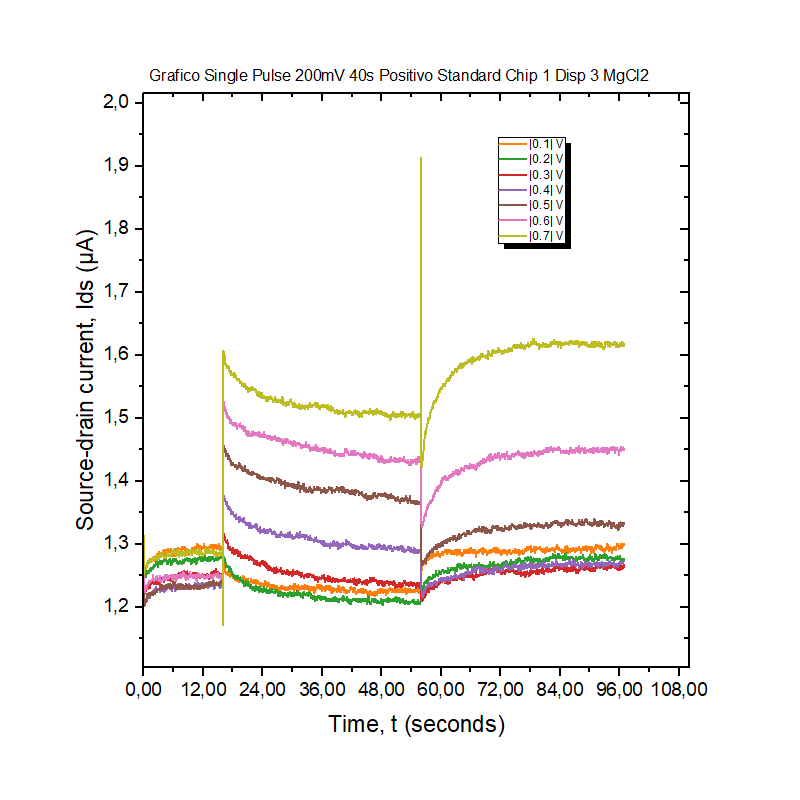 Grafico Single Pulse 200mV 40s Positivo Standard Chip 1 Disp 3 MgCl2
2,0
1,9
1,8
1,7
1,6
1,5
1,4
1,3
1,2
Source-drain current, Ids (µA)
|0.1| V
|0.2| V
|0.3| V
|0.4| V
|0.5| V
|0.6| V
|0.7| V
0,00 12,00 24,00 36,00 48,00 60,00 72,00 84,00 96,00 108,00
Time, t (seconds)